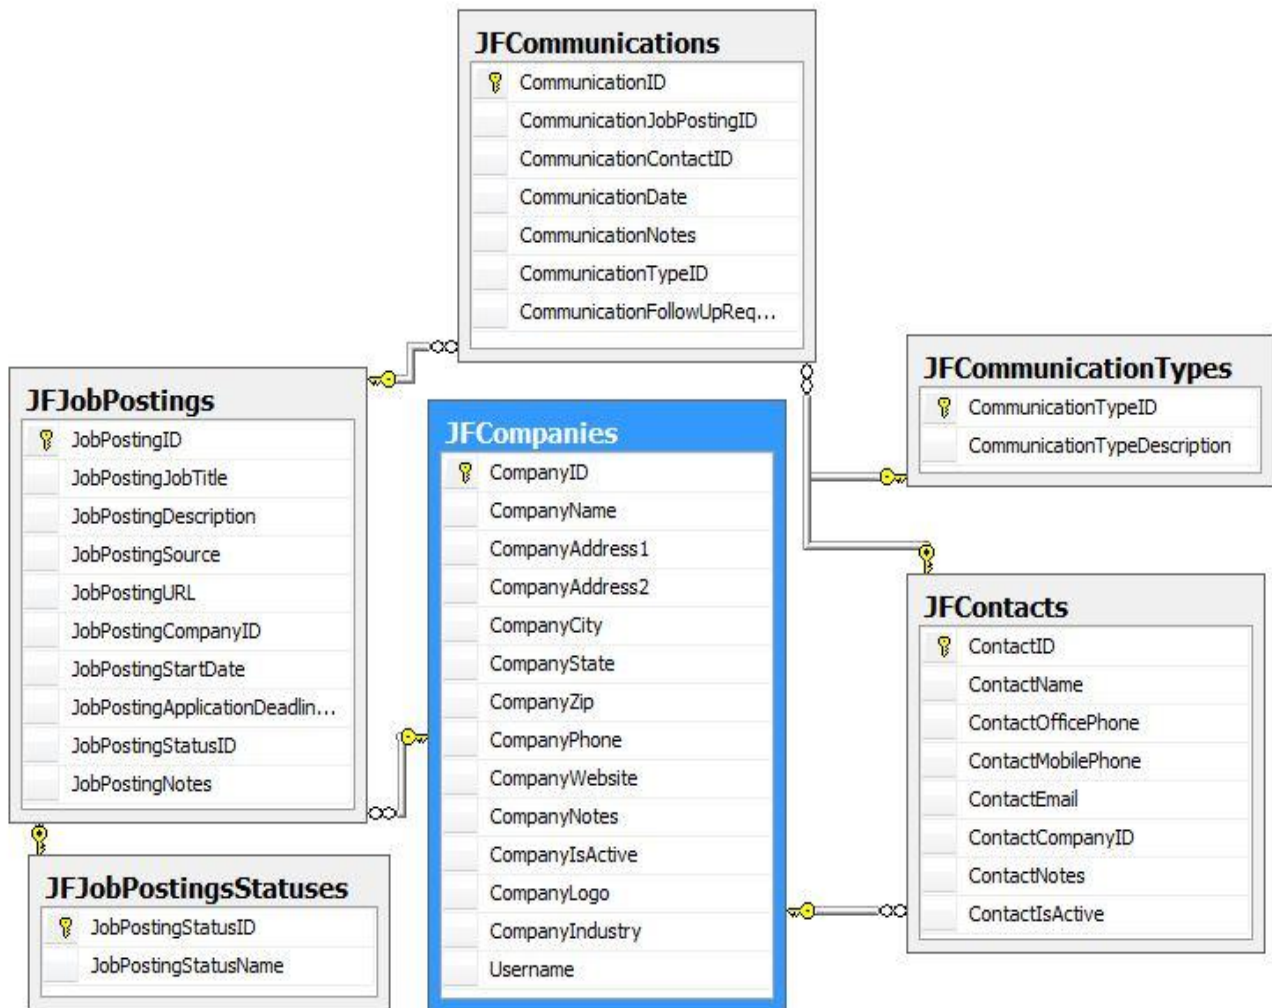 JFCommunications
CommunicationID
CommunicationJobPostingID
CommunicationContactID
CommunicationDate
CommunicationNotes
CommunicationTypeID
CommunicationFollowUpReq...
JFJobPostings
JobPostingID
JobPostingJobTitle
JobPostingDescription
JobPostingSource
JobPostingURL
JobPostingCompanyID
JobPostingStartDate
JobPostingApplicationDeadlin...
JobPostingStatusID
JobPostingNotes
JFCompanies
CompanyID
CompanyName
CompanyAddress1
CompanyAddress2
CompanyCity
CompanyState
CompanyZip
CompanyPhone
CompanyWebsite
CompanyNotes
CompanyIsActive
CompanyLogo
CompanyIndustry
Username
JFCommunicationTypes
CommunicationTypeID
CommunicationTypeDescription
JFContacts
ContactID
ContactName
ContactOfficePhone
ContactMobilePhone
ContactEmail
ContactCompanyID
ContactNotes
ContactIsActive
JFJobPostingsStatuses
JobPostingStatusID
JobPostingStatusName